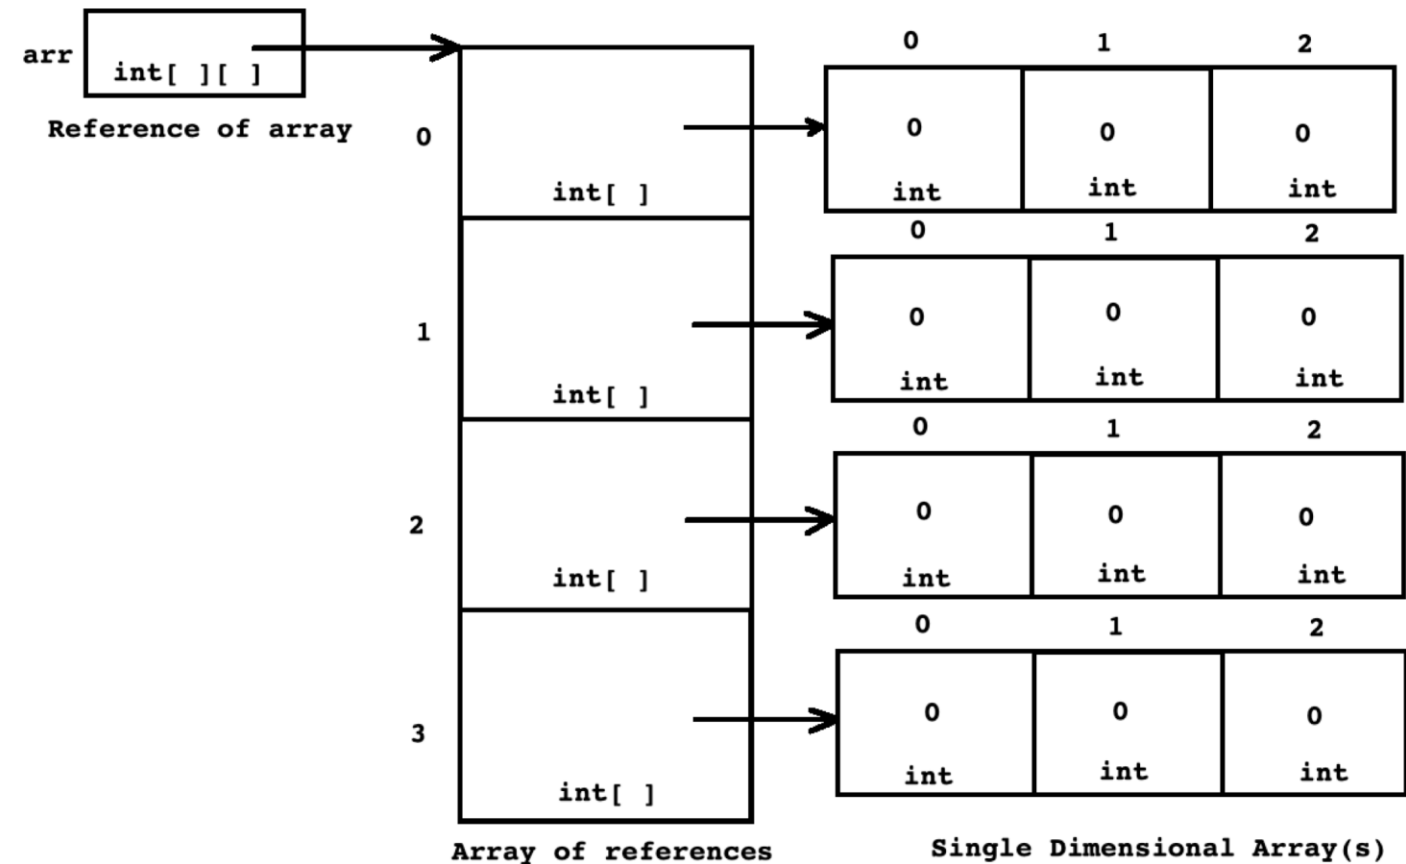 arr
int[ ][ ]
Reference of array
0
int[ ]
1
int[ ]
2
int[ ]
3
int[ ]
Array of references
0 1 2
0 0 0
int int int
0 1 2
0 0 0
int int int
0 1 2
0 0 0
int int int
0 1 2
0 0 0
int int int
Single Dimensional Array(s)